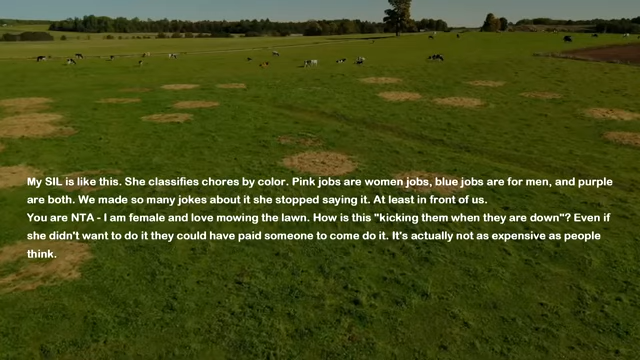 My SIL is like this. She classifies chores by color. Pink jobs are women jobs, blue jobs are for men, and purple
are both. We made so many jokes about it she stopped saying it. At least in front of us.
You are NTA - I am female and love mowing the lawn. How is this "kicking them when they are down"? Even if
she didn't want to do it they could have paid someone to come do it. It's actually not as expensive as people
think.